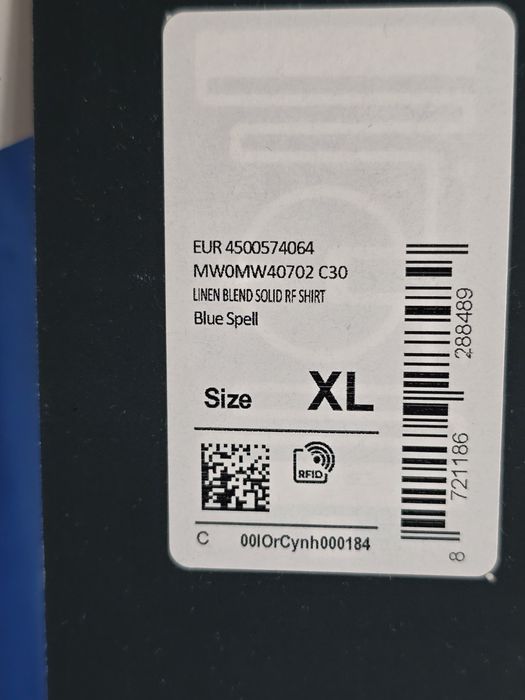 EUR 4500574064
MW0MW40702 C30
LINEN BLEND SOLID RF SHIRT
Blue Spell
Size XL
RFID
C 00IOrCynh000184
8 721186 288489